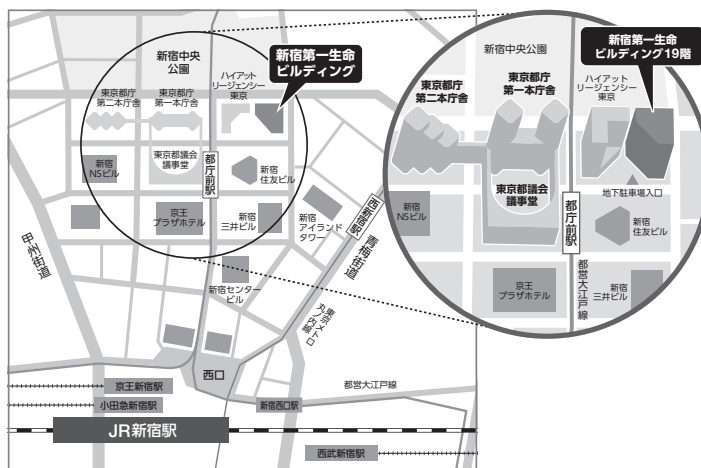 新宿中央
公園
新宿第一生命
ビルディング
ハイアット
リージェンシー
東京
東京都庁
第二本庁舎
東京都庁
第一本庁舎
東京都議会
議事堂
都庁前駅
新宿
NSビル
新宿
住友ビル
京王
プラザホテル
新宿
三井ビル
新宿
アイランド
タワー
西新宿駅
青梅街道
甲州街道
新宿センター
ビル
東京メトロ
丸ノ内線
西口
都営大江戸線
京王新宿駅
小田急新宿駅
新宿西口駅
JR新宿駅
西武新宿駅
新宿中央公園
新宿第一生命
ビルディング19階
東京都庁
第二本庁舎
東京都庁
第一本庁舎
ハイアット
リージェンシー
東京
東京都議会
議事堂
地下駐車場入口
新宿
NSビル
都庁前駅
新宿
住友ビル
京王
プラザホテル
都営大江戸線
新宿
三井ビル